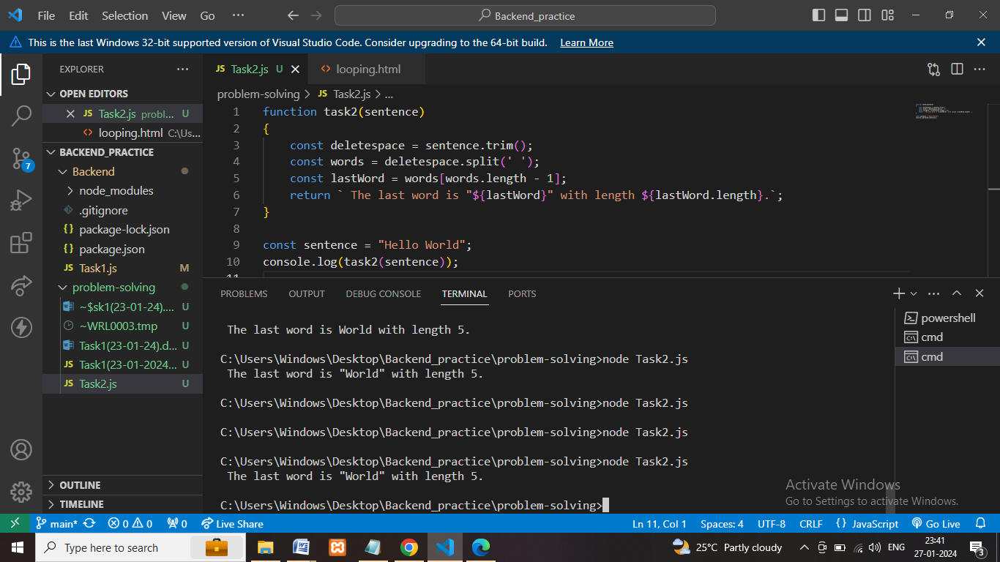 File Edit Selection View Go ··· Backend_practice
This is the last Windows 32-bit supported version of Visual Studio Code. Consider upgrading to the 64-bit build. Learn More
EXPLORER ···
OPEN EDITORS
JS Task2.js probl... U
<> looping.html C:\Us...
BACKEND_PRACTICE
Backend
node_modules
.gitignore
{} package-lock.json
{} package.json
JS Task1.js M
problem-solving
~$sk1(23-01-24).... U
~WRL0003.tmp U
Task1(23-01-24).d... U
JS Task1(23-01-2024... U
JS Task2.js U
OUTLINE
TIMELINE
7
JS Task2.js U
<> looping.html
problem-solving > JS Task2.js > ...
1 function task2(sentence)
2 {
3     const deletespace = sentence.trim();
4     const words = deletespace.split(' ');
5     const lastWord = words[words.length - 1];
6     return ` The last word is "${lastWord}" with length ${lastWord.length}.`;
7 }
8
9 const sentence = "Hello World";
10 console.log(task2(sentence));
11
PROBLEMS OUTPUT DEBUG CONSOLE TERMINAL PORTS
 The last word is World with length 5.
C:\Users\Windows\Desktop\Backend_practice\problem-solving>node Task2.js
 The last word is "World" with length 5.
C:\Users\Windows\Desktop\Backend_practice\problem-solving>node Task2.js
C:\Users\Windows\Desktop\Backend_practice\problem-solving>node Task2.js
C:\Users\Windows\Desktop\Backend_practice\problem-solving>node Task2.js
 The last word is "World" with length 5.
C:\Users\Windows\Desktop\Backend_practice\problem-solving>
powershell
cmd
cmd
Activate Windows
Go to Settings to activate Windows.
main* 0 0 0 Live Share Ln 11, Col 1 Spaces: 4 UTF-8 CRLF {} JavaScript Go Live
Type here to search 25°C Partly cloudy ENG 23:41
27-01-2024 3